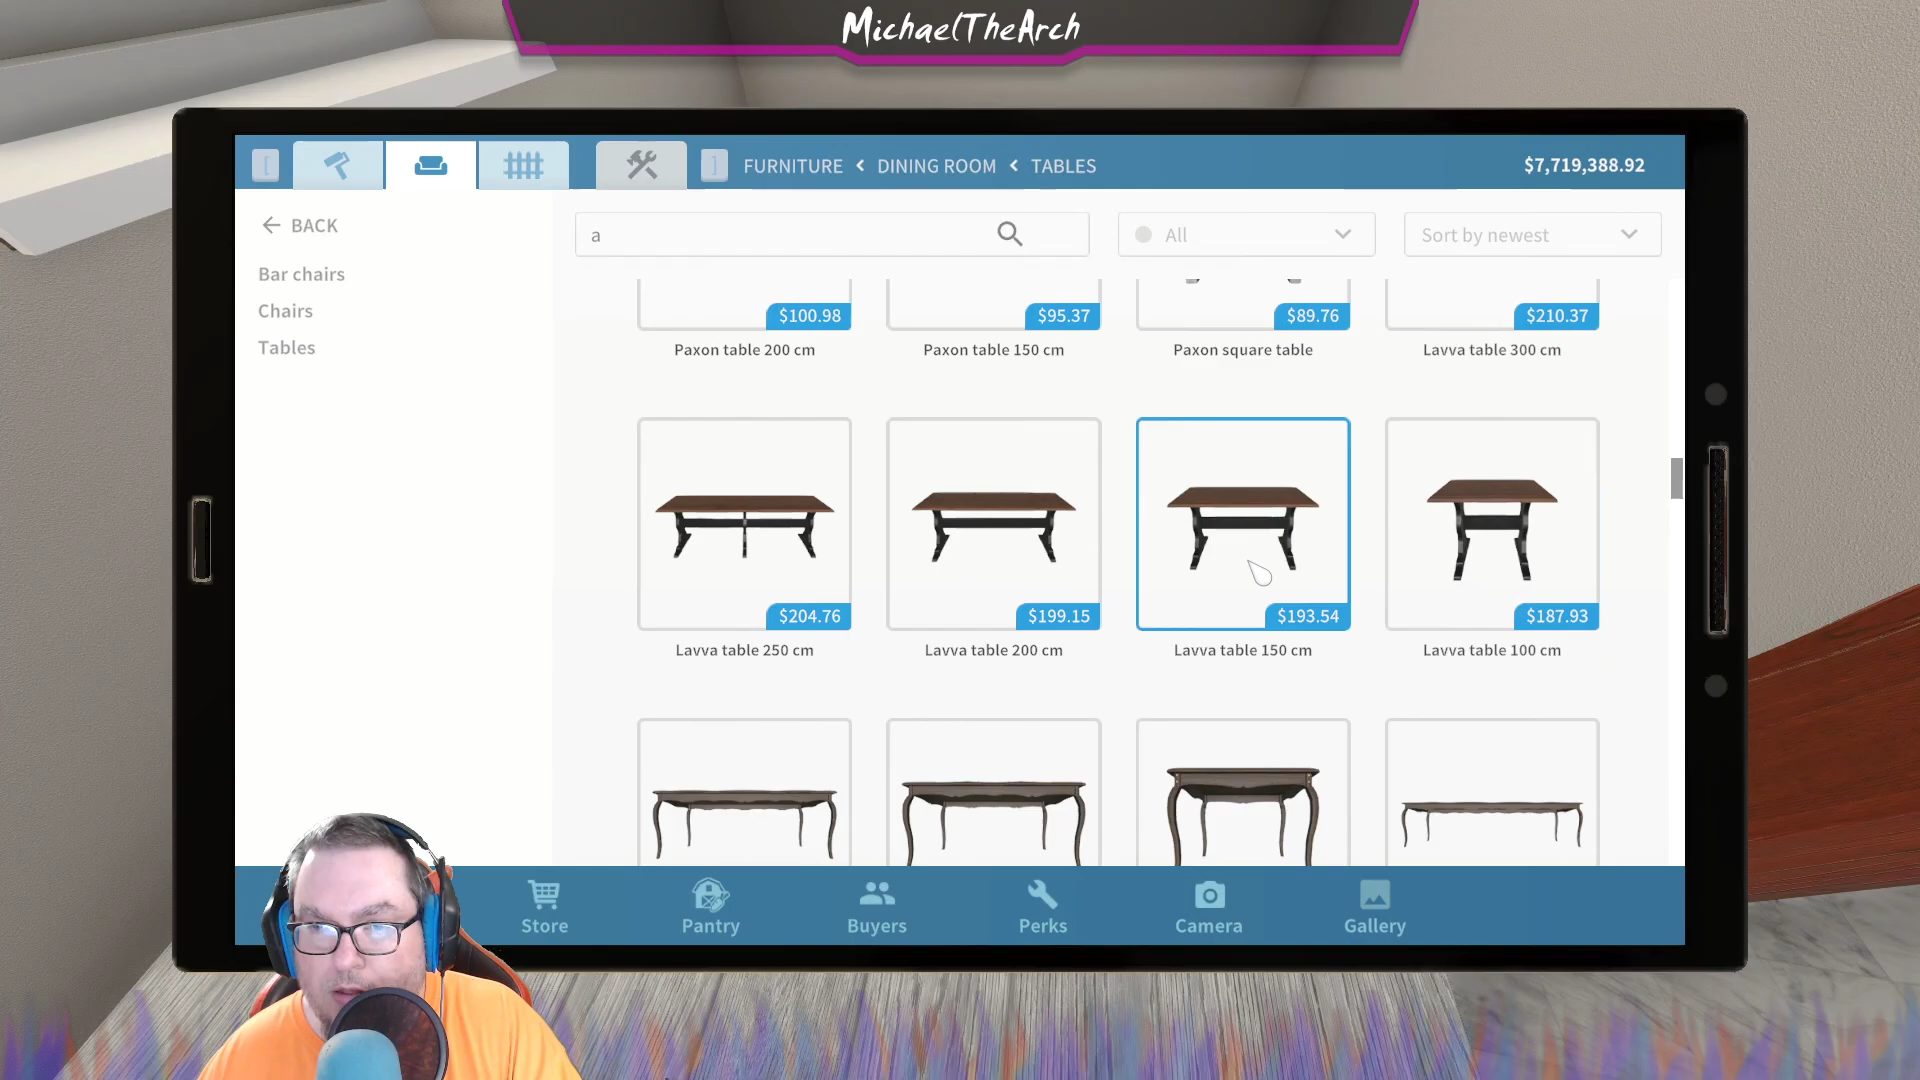 MichaelTheArch
[
]
FURNITURE < DINING ROOM < TABLES
$7,719,388.92
BACK
Bar chairs
Chairs
Tables
a
All
Sort by newest
$100.98
$95.37
$89.76
$210.37
Paxon table 200 cm
Paxon table 150 cm
Paxon square table
Lavva table 300 cm
$204.76
$199.15
$193.54
$187.93
Lavva table 250 cm
Lavva table 200 cm
Lavva table 150 cm
Lavva table 100 cm
Store
Pantry
Buyers
Perks
Camera
Gallery